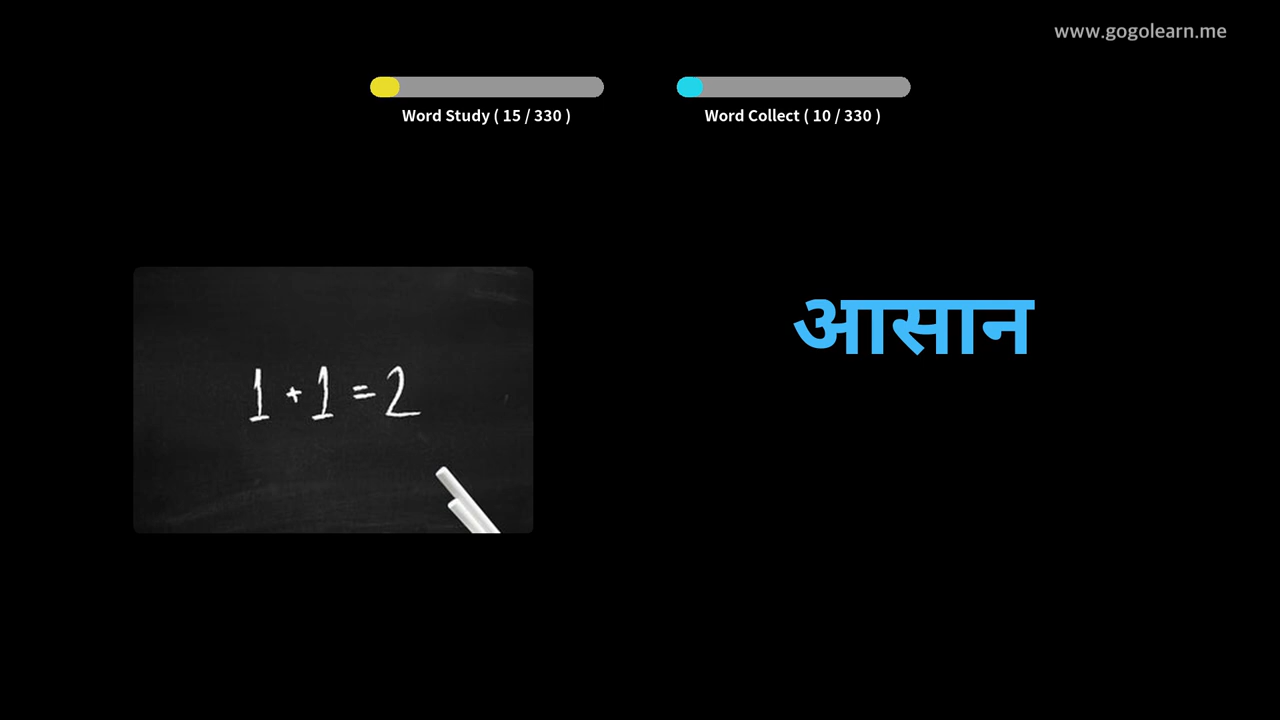 www.gogolearn.me
Word Study ( 15 / 330 )
Word Collect ( 10 / 330 )
आसान
1 + 1 = 2